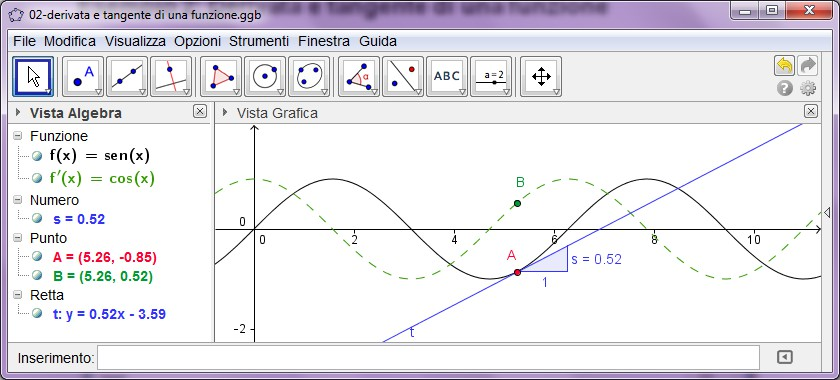 02-derivata e tangente di una funzione.ggb
File Modifica Visualizza Opzioni Strumenti Finestra Guida
A
α
ABC
a=2
Vista Algebra
Vista Grafica
Funzione
f(x) = sen(x)
f'(x) = cos(x)
Numero
s = 0.52
Punto
A = (5.26, -0.85)
B = (5.26, 0.52)
Retta
t: y = 0.52x - 3.59
B
0
0 2 4 6 8 10
A
s = 0.52
1
-2
t
Inserimento: